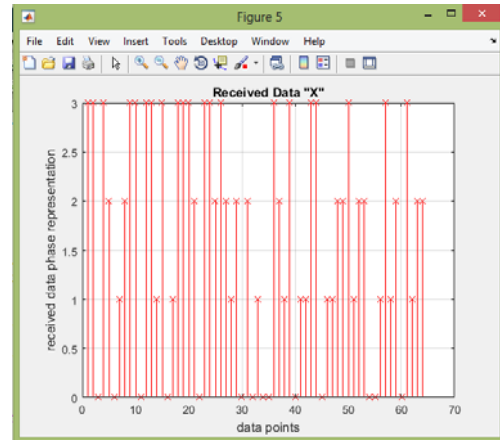 Figure 5
File Edit View Insert Tools Desktop Window Help
Received Data "X"
received data phase representation
3
2.5
2
1.5
1
0.5
0
0 10 20 30 40 50 60 70
data points